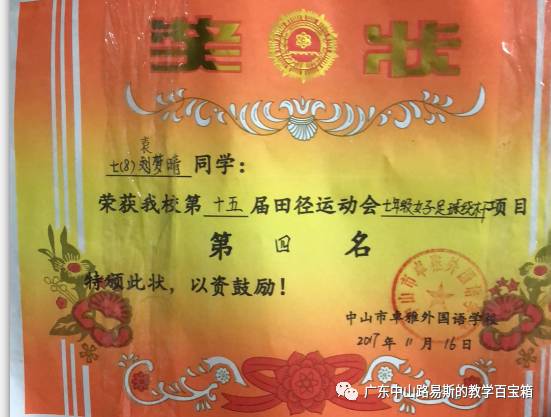 奖状
袁
七(8)刘梦晴同学：
荣获我校第十五届田径运动会七年级女子足球绕杆项目
第四名
特颁此状，以资鼓励！
中山市卓雅外国语学校
2017年11月16日
广东中山路易斯的教学百宝箱